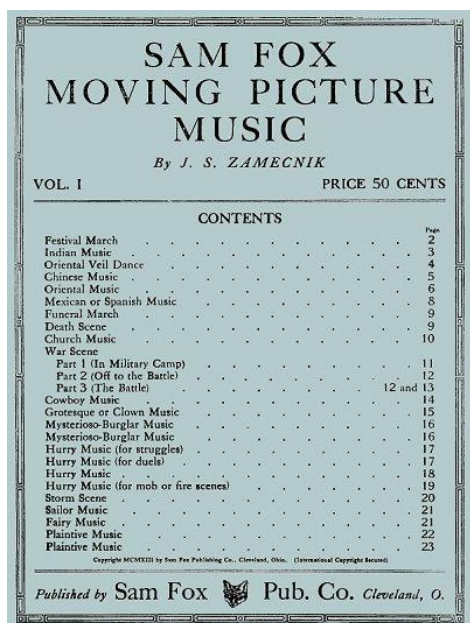 SAM FOX
MOVING PICTURE
MUSIC
By J. S. ZAMECNIK
VOL. I PRICE 50 CENTS
CONTENTS
Page
Festival March . . . . . . . . . . . . 2
Indian Music . . . . . . . . . . . . 3
Oriental Veil Dance . . . . . . . . . . . 4
Chinese Music . . . . . . . . . . . . 5
Oriental Music . . . . . . . . . . . . 6
Mexican or Spanish Music . . . . . . . . . . 8
Funeral March . . . . . . . . . . . . 9
Death Scene . . . . . . . . . . . . 9
Church Music . . . . . . . . . . . . 10
War Scene
Part 1 (In Military Camp) . . . . . . . . . . 11
Part 2 (Off to the Battle) . . . . . . . . . . 12
Part 3 (The Battle) . . . . . . . . . 12 and 13
Cowboy Music . . . . . . . . . . . . 14
Grotesque or Clown Music . . . . . . . . . . 15
Mysterioso-Burglar Music . . . . . . . . . . 16
Mysterioso-Burglar Music . . . . . . . . . . 16
Hurry Music (for struggles) . . . . . . . . . . 17
Hurry Music (for duels) . . . . . . . . . . 17
Hurry Music . . . . . . . . . . . . 18
Hurry Music (for mob or fire scenes) . . . . . . . . 19
Storm Scene . . . . . . . . . . . . 20
Sailor Music . . . . . . . . . . . . 21
Fairy Music . . . . . . . . . . . . 21
Plaintive Music . . . . . . . . . . . . 22
Plaintive Music . . . . . . . . . . . . 23
Copyright MCMXIII by Sam Fox Publishing Co., Cleveland, Ohio. (International Copyright Secured)
Published by Sam Fox Pub. Co. Cleveland, O.